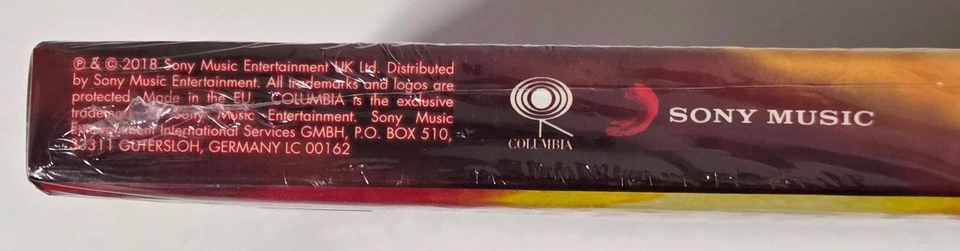 ℗ & © 2018 Sony Music Entertainment UK Ltd. Distributed
by Sony Music Entertainment. All trademarks and logos are
protected. Made in the EU. COLUMBIA is the exclusive
Sony Music Entertainment. Sony Music
International Services GMBH, P.O. BOX 510,
33311 GUTERSLOH, GERMANY LC 00162
COLUMBIA
SONY MUSIC